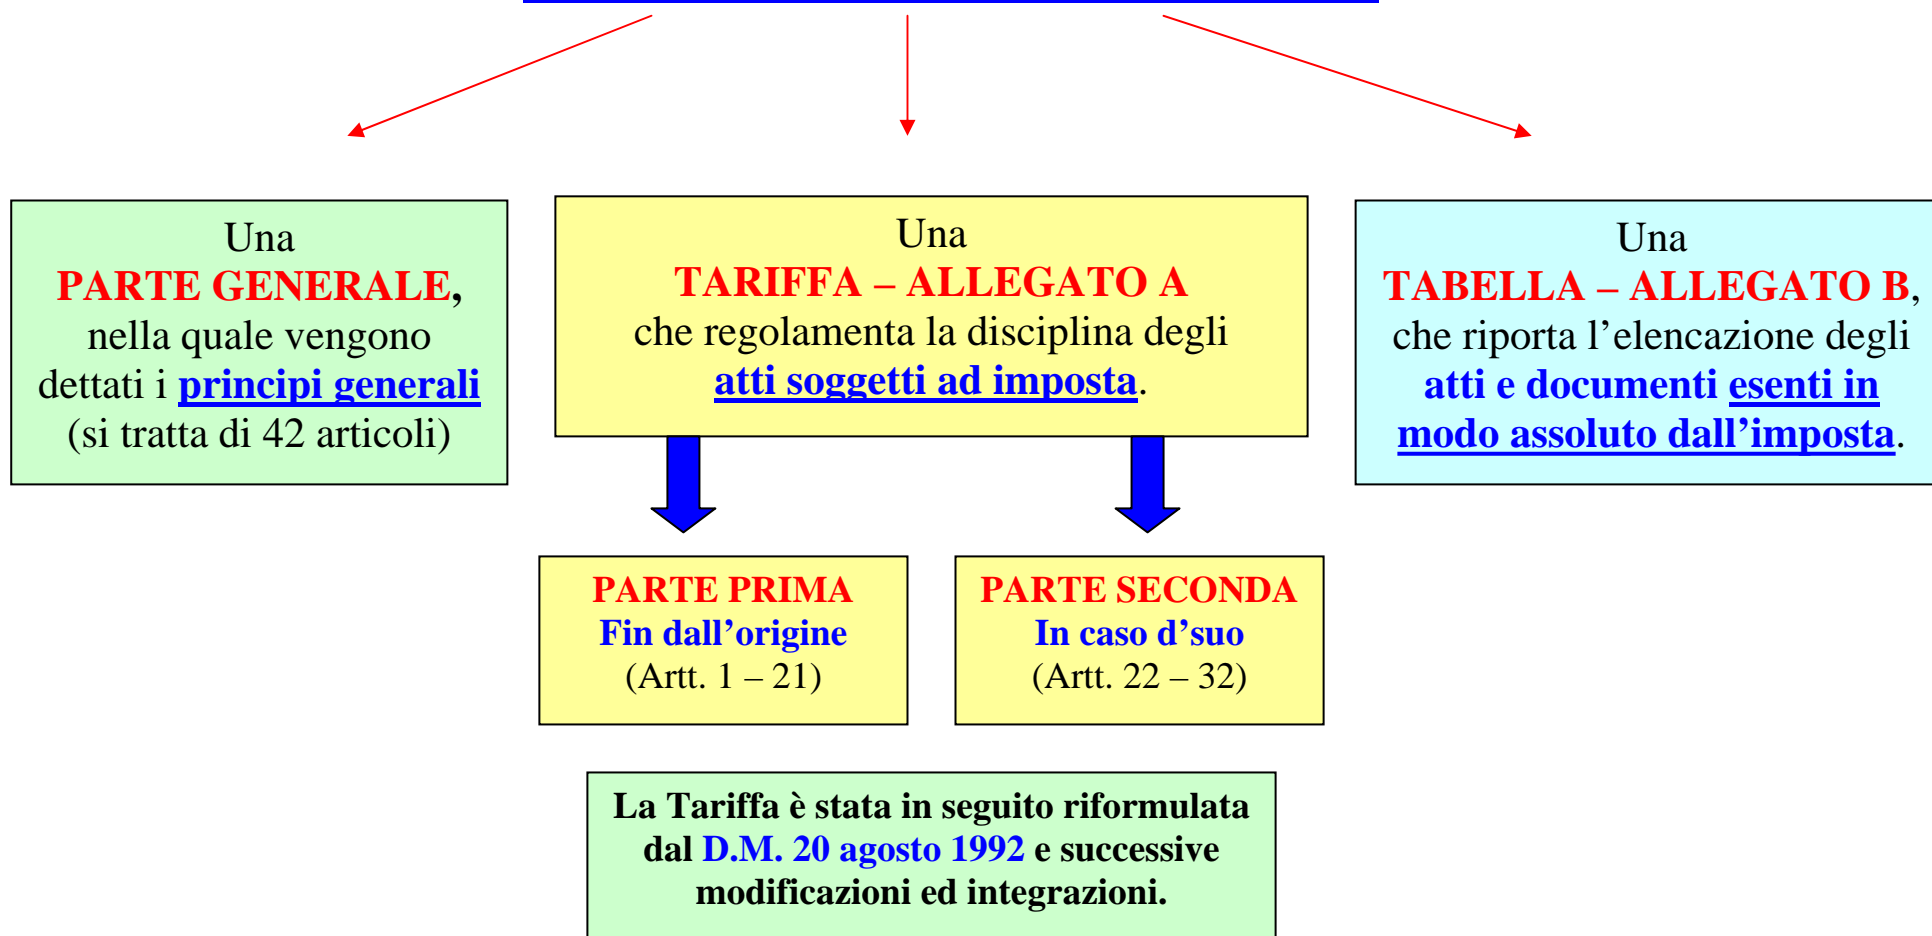 Una
PARTE GENERALE,
nella quale vengono
dettati i principi generali
(si tratta di 42 articoli)
Una
TARIFFA – ALLEGATO A
che regolamenta la disciplina degli
atti soggetti ad imposta.
Una
TABELLA – ALLEGATO B,
che riporta l’elencazione degli
atti e documenti esenti in
modo assoluto dall’imposta.
PARTE PRIMA
Fin dall’origine
(Artt. 1 – 21)
PARTE SECONDA
In caso d’suo
(Artt. 22 – 32)
La Tariffa è stata in seguito riformulata
dal D.M. 20 agosto 1992 e successive
modificazioni ed integrazioni.